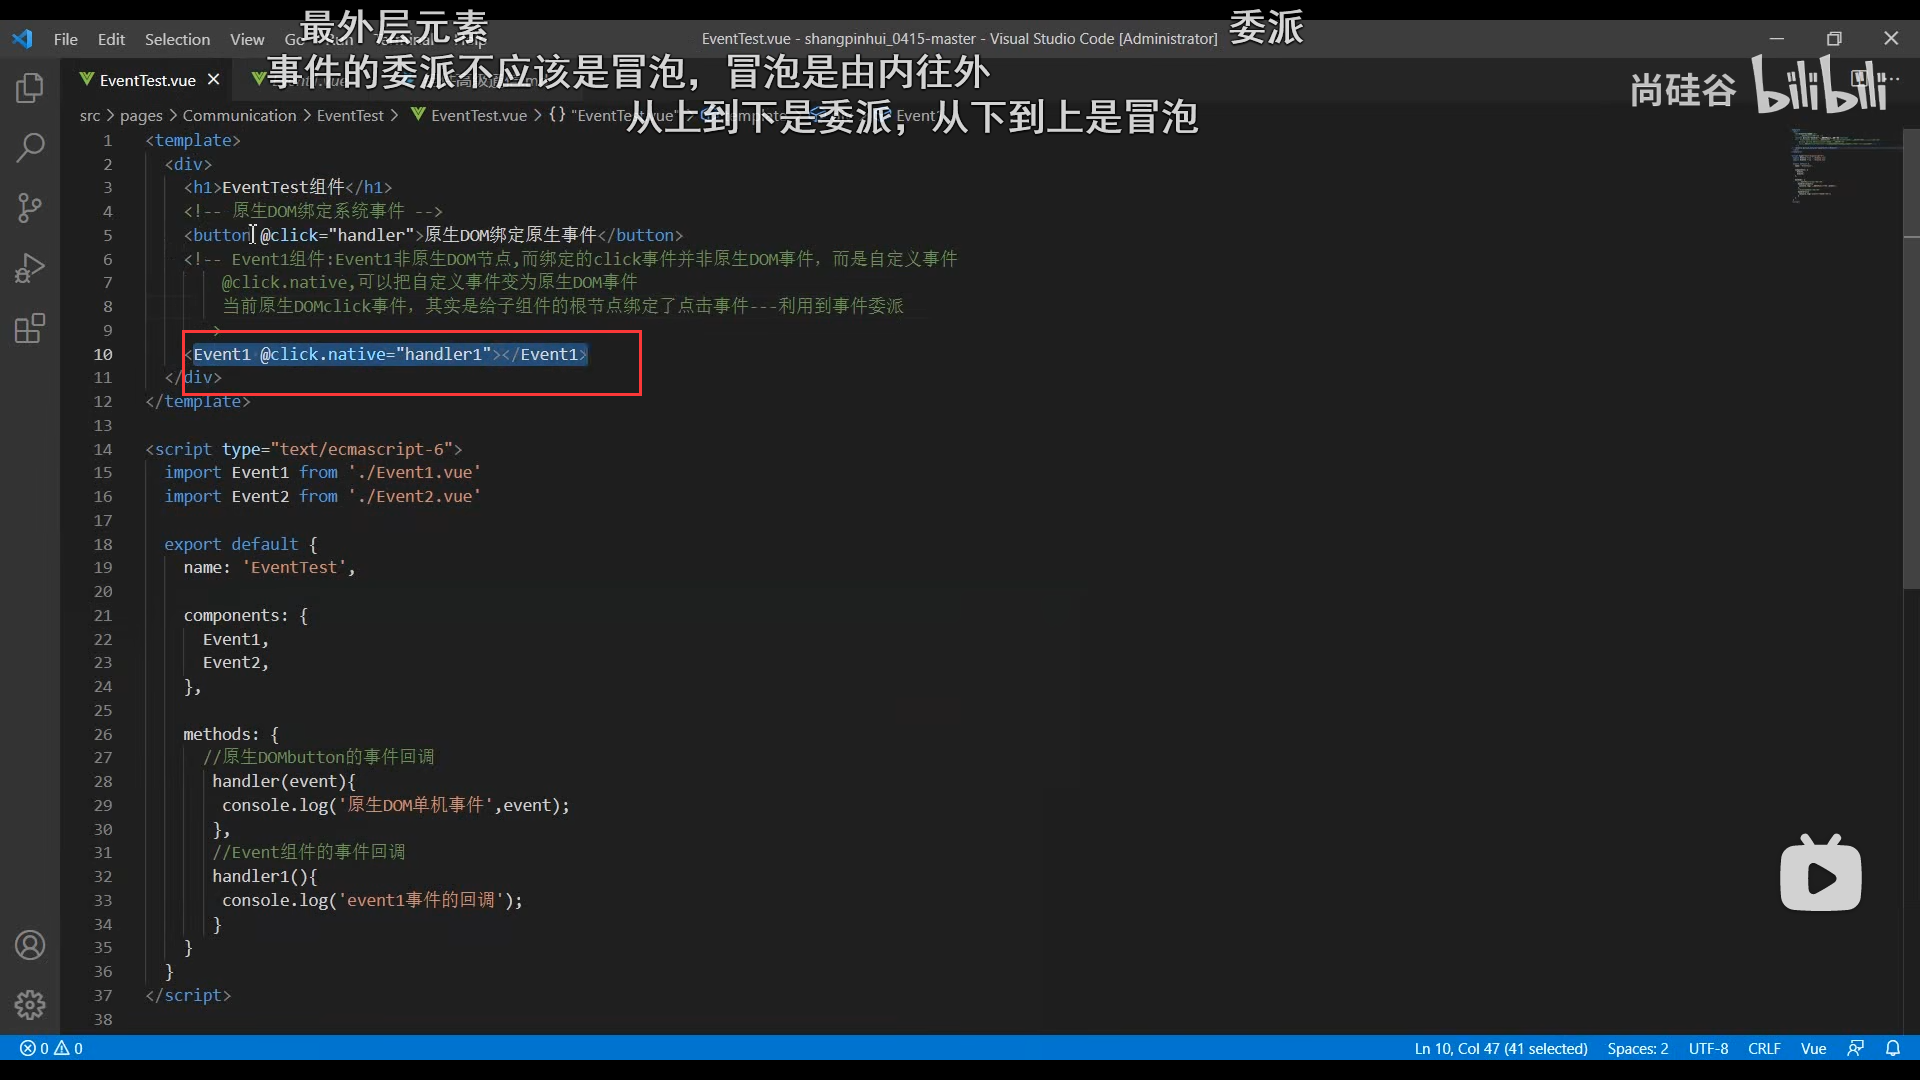 最外层元素
委派
File Edit Selection View Go Run Terminal Help
EventTest.vue - shangpinhui_0415-master - Visual Studio Code [Administrator]
事件的委派不应该是冒泡，冒泡是由内往外
EventTest.vue
尚硅谷 bilibili
从上到下是委派，从下到上是冒泡
src > pages > Communication > EventTest > EventTest.vue > {} "EventTest.vue" > template >
1 <template>
2 <div>
3 <h1>EventTest组件</h1>
4 <!-- 原生DOM绑定系统事件 -->
5 <button @click="handler">原生DOM绑定原生事件</button>
6 <!-- Event1组件:Event1非原生DOM节点,而绑定的click事件并非原生DOM事件，而是自定义事件
7 @click.native,可以把自定义事件变为原生DOM事件
8 当前原生DOMclick事件，其实是给子组件的根节点绑定了点击事件---利用到事件委派
9 >
10 <Event1 @click.native="handler1"></Event1>
11 </div>
12 </template>
13
14 <script type="text/ecmascript-6">
15 import Event1 from './Event1.vue'
16 import Event2 from './Event2.vue'
17
18 export default {
19 name: 'EventTest',
20
21 components: {
22 Event1,
23 Event2,
24 },
25
26 methods: {
27 //原生DOMbutton的事件回调
28 handler(event){
29 console.log('原生DOM单机事件',event);
30 },
31 //Event组件的事件回调
32 handler1(){
33 console.log('event1事件的回调');
34 }
35 }
36 }
37 </script>
38
0 0
Ln 10, Col 47 (41 selected) Spaces: 2 UTF-8 CRLF Vue